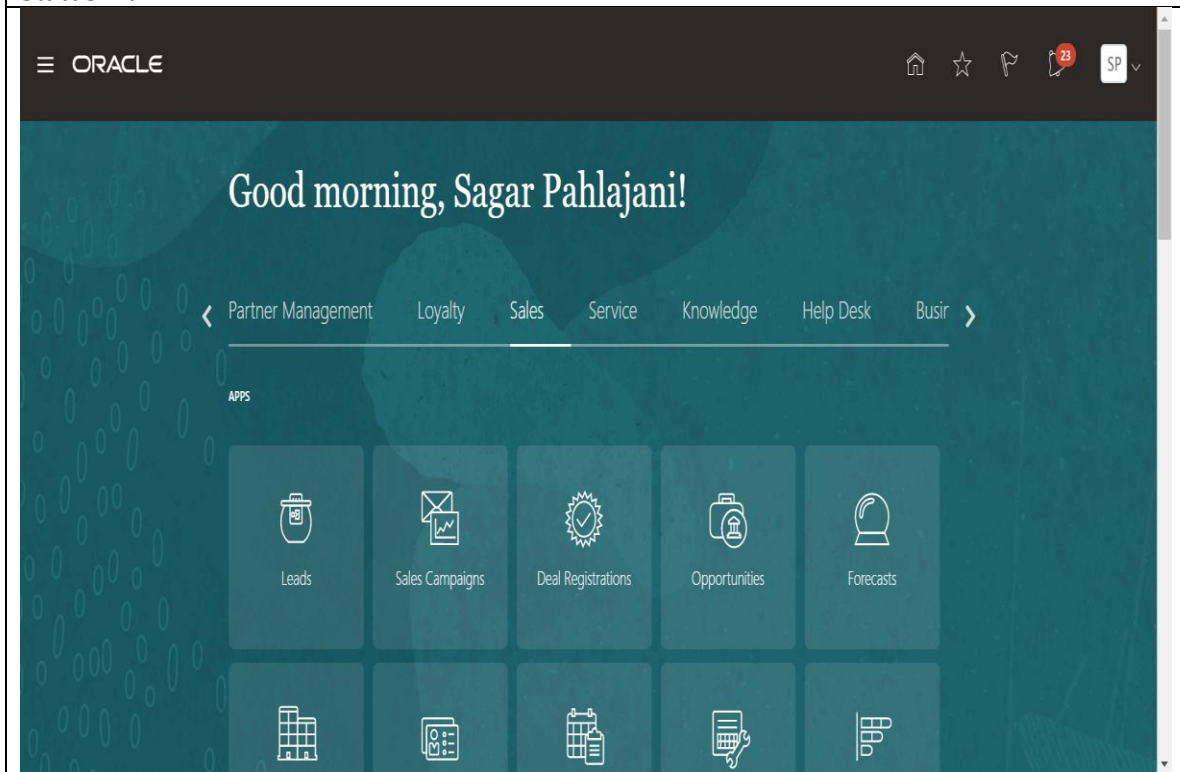 ORACLE
23
SP
Good morning, Sagar Pahlajani!
Partner Management Loyalty Sales Service Knowledge Help Desk Busir
APPS
Leads Sales Campaigns Deal Registrations Opportunities Forecasts